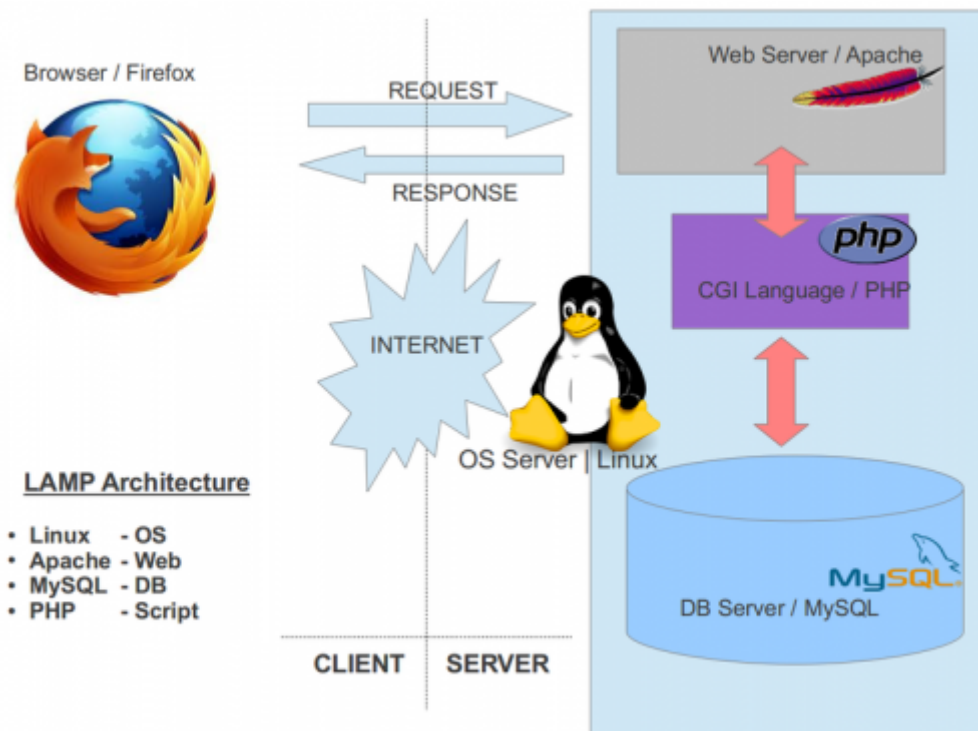 Browser / Firefox
REQUEST
RESPONSE
INTERNET
Web Server / Apache
php
CGI Language / PHP
OS Server | Linux
MySQL®
DB Server / MySQL
LAMP Architecture
• Linux - OS
• Apache - Web
• MySQL - DB
• PHP - Script
CLIENT SERVER